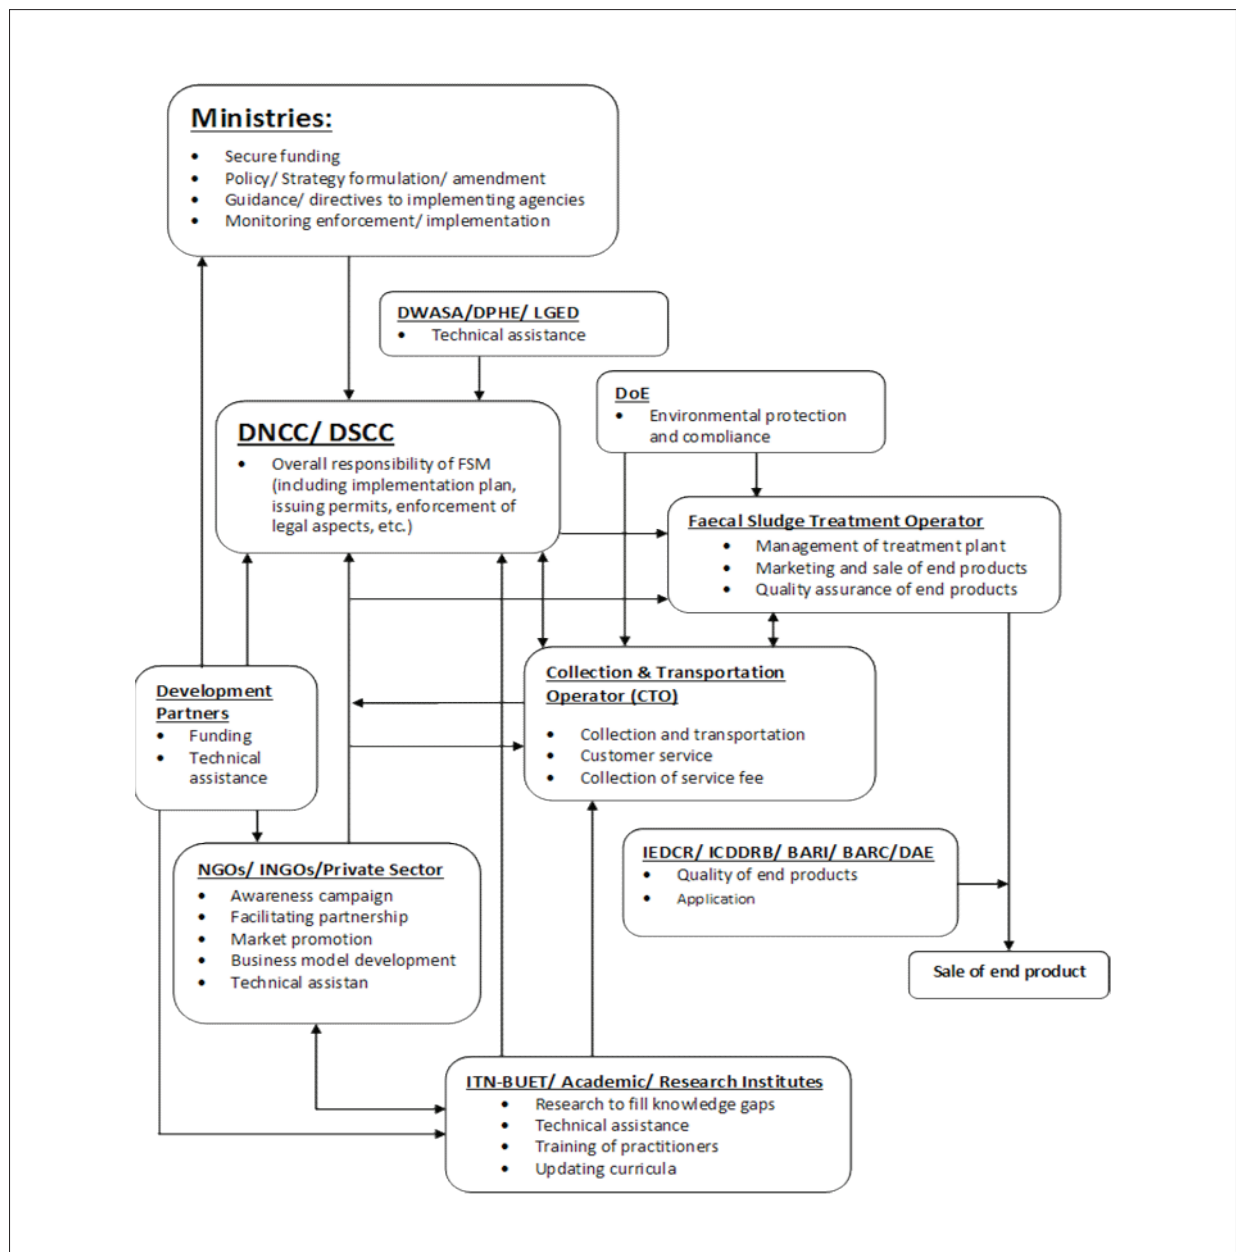 Ministries:
• Secure funding
• Policy/ Strategy formulation/ amendment
• Guidance/ directives to implementing agencies
• Monitoring enforcement/ implementation
DWASA/DPHE/ LGED
• Technical assistance
DoE
• Environmental protection
and compliance
DNCC/ DSCC
• Overall responsibility of FSM
(including implementation plan,
issuing permits, enforcement of
legal aspects, etc.)
Faecal Sludge Treatment Operator
• Management of treatment plant
• Marketing and sale of end products
• Quality assurance of end products
Collection & Transportation
Operator (CTO)
• Collection and transportation
• Customer service
• Collection of service fee
Development
Partners
• Funding
• Technical
assistance
NGOs/ INGOs/Private Sector
• Awareness campaign
• Facilitating partnership
• Market promotion
• Business model development
• Technical assistan
IEDCR/ ICDDRB/ BARI/ BARC/DAE
• Quality of end products
• Application
Sale of end product
ITN-BUET/ Academic/ Research Institutes
• Research to fill knowledge gaps
• Technical assistance
• Training of practitioners
• Updating curricula